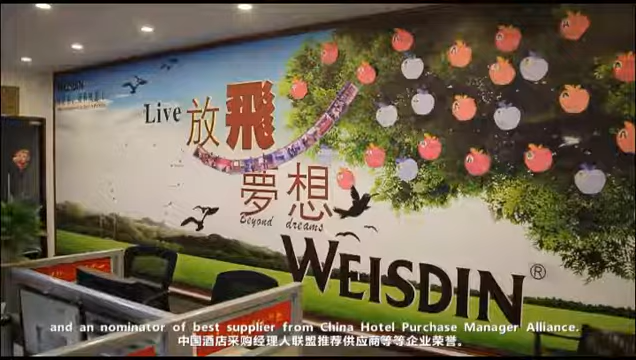 WEISDIN
Live 放飛
夢想
Beyond dreams
WEISDIN®
and an nominator of best supplier from China Hotel Purchase Manager Alliance.
中国酒店采购经理人联盟推荐供应商等等企业荣誉。